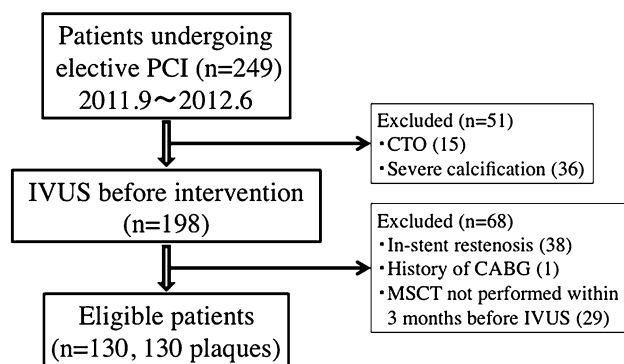 Patients undergoing
elective PCI (n=249)
2011.9～2012.6
Excluded (n=51)
・CTO (15)
・Severe calcification (36)
IVUS before intervention
(n=198)
Excluded (n=68)
・In-stent restenosis (38)
・History of CABG (1)
・MSCT not performed within
3 months before IVUS (29)
Eligible patients
(n=130, 130 plaques)